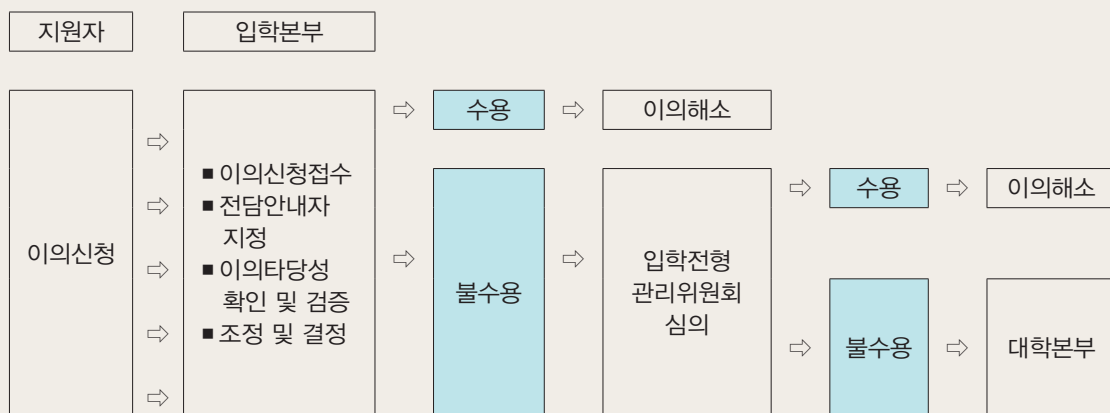 지원자
입학본부
이의신청
■ 이의신청접수
■ 전담안내자
지정
■ 이의타당성
확인 및 검증
■ 조정 및 결정
수용
이의해소
불수용
입학전형
관리위원회
심의
수용
이의해소
불수용
대학본부